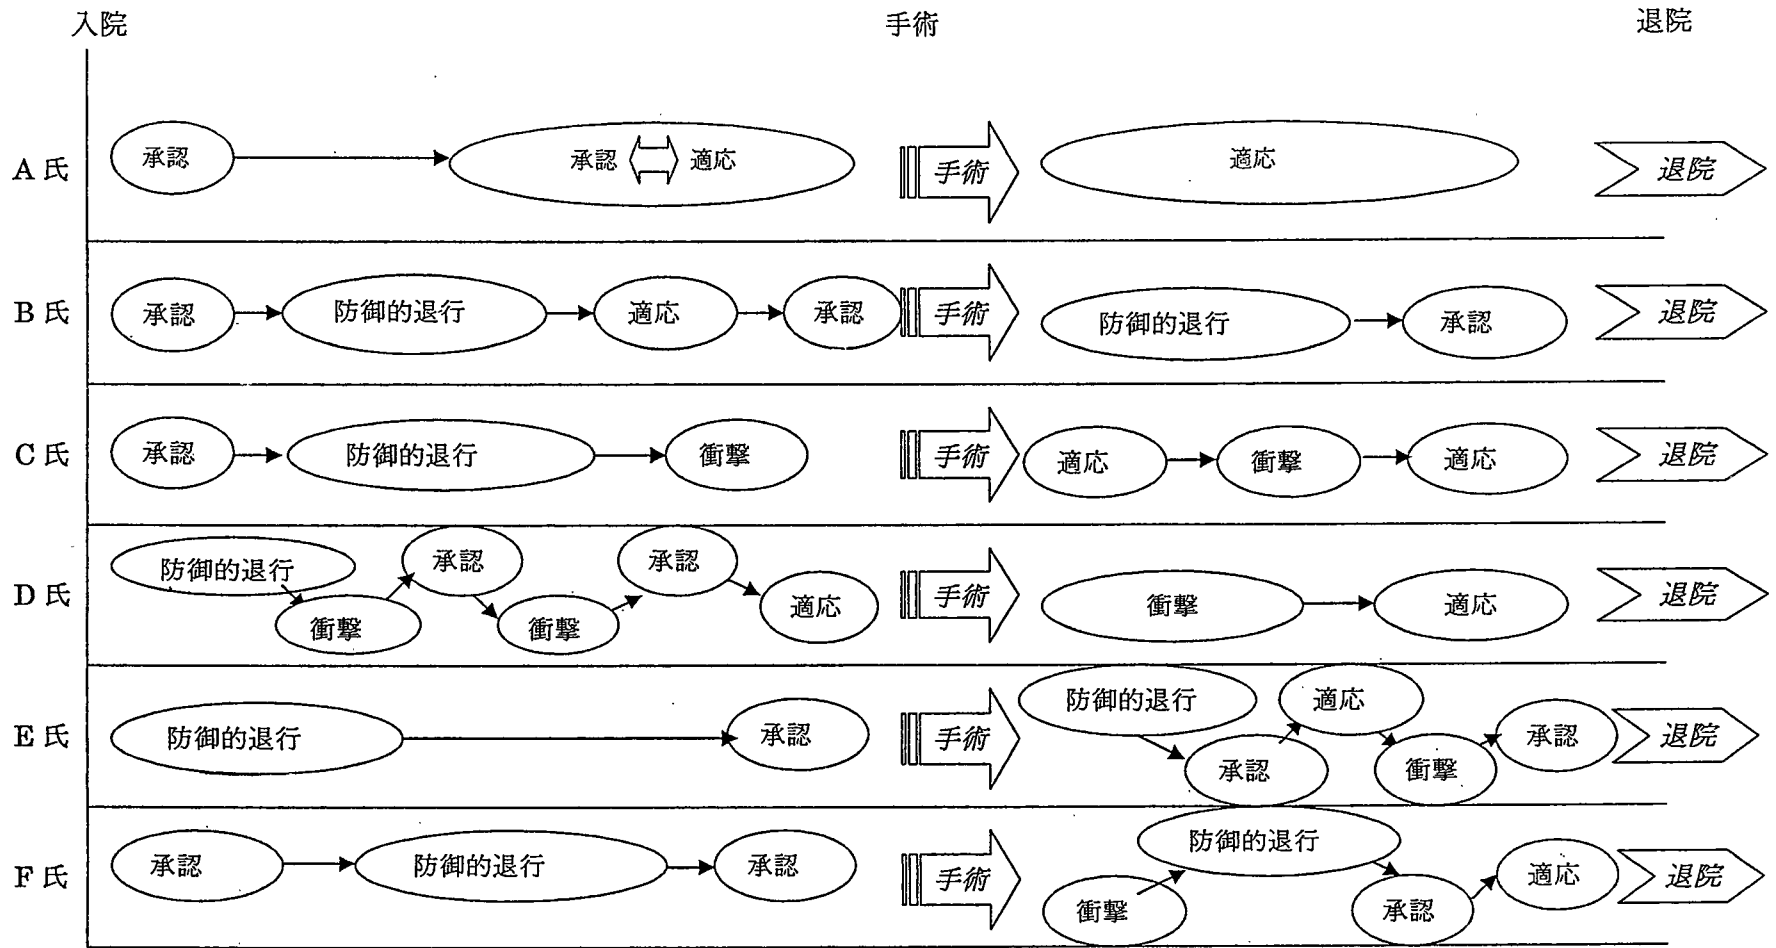 入院 手術 退院
A 氏 承認 承認 適応 手術 適応 退院
B 氏 承認 防御的退行 適応 承認 手術 防御的退行 承認 退院
C 氏 承認 防御的退行 衝撃 手術 適応 衝撃 適応 退院
D 氏 防御的退行 衝撃 承認 衝撃 承認 適応 手術 衝撃 適応 退院
E 氏 防御的退行 承認 手術 防御的退行 承認 適応 衝撃 承認 退院
F 氏 承認 防御的退行 承認 手術 衝撃 防御的退行 承認 適応 退院